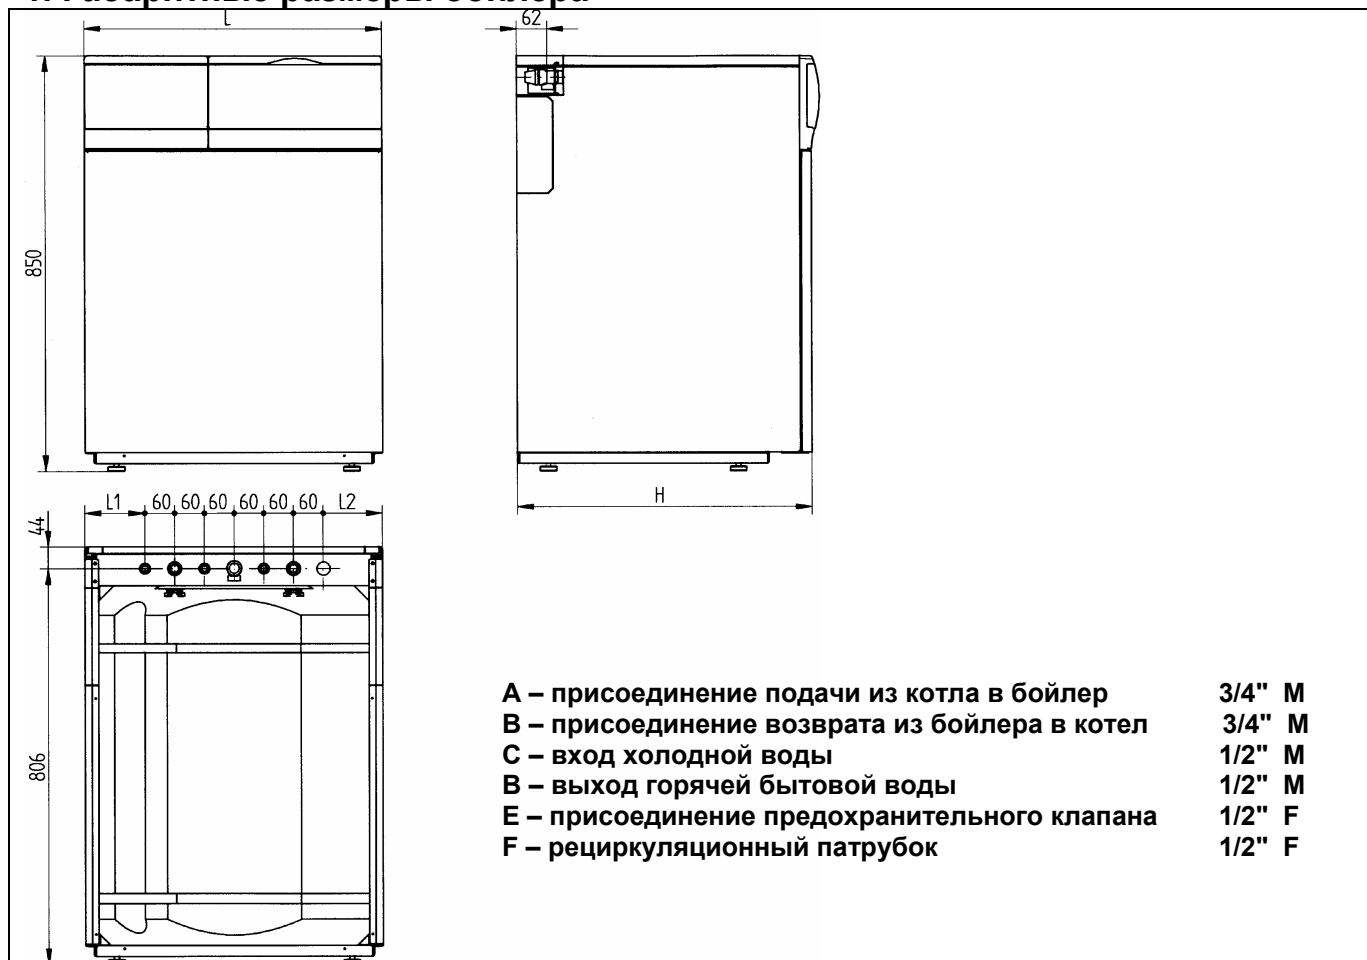 L
62
850
L1 60 60 60 60 60 60 L2
H
44
806
A – присоединение подачи из котла в бойлер 3/4" M
B – присоединение возврата из бойлера в котел 3/4" M
C – вход холодной воды 1/2" M
B – выход горячей бытовой воды 1/2" M
E – присоединение предохранительного клапана 1/2" F
F – рециркуляционный патрубок 1/2" F